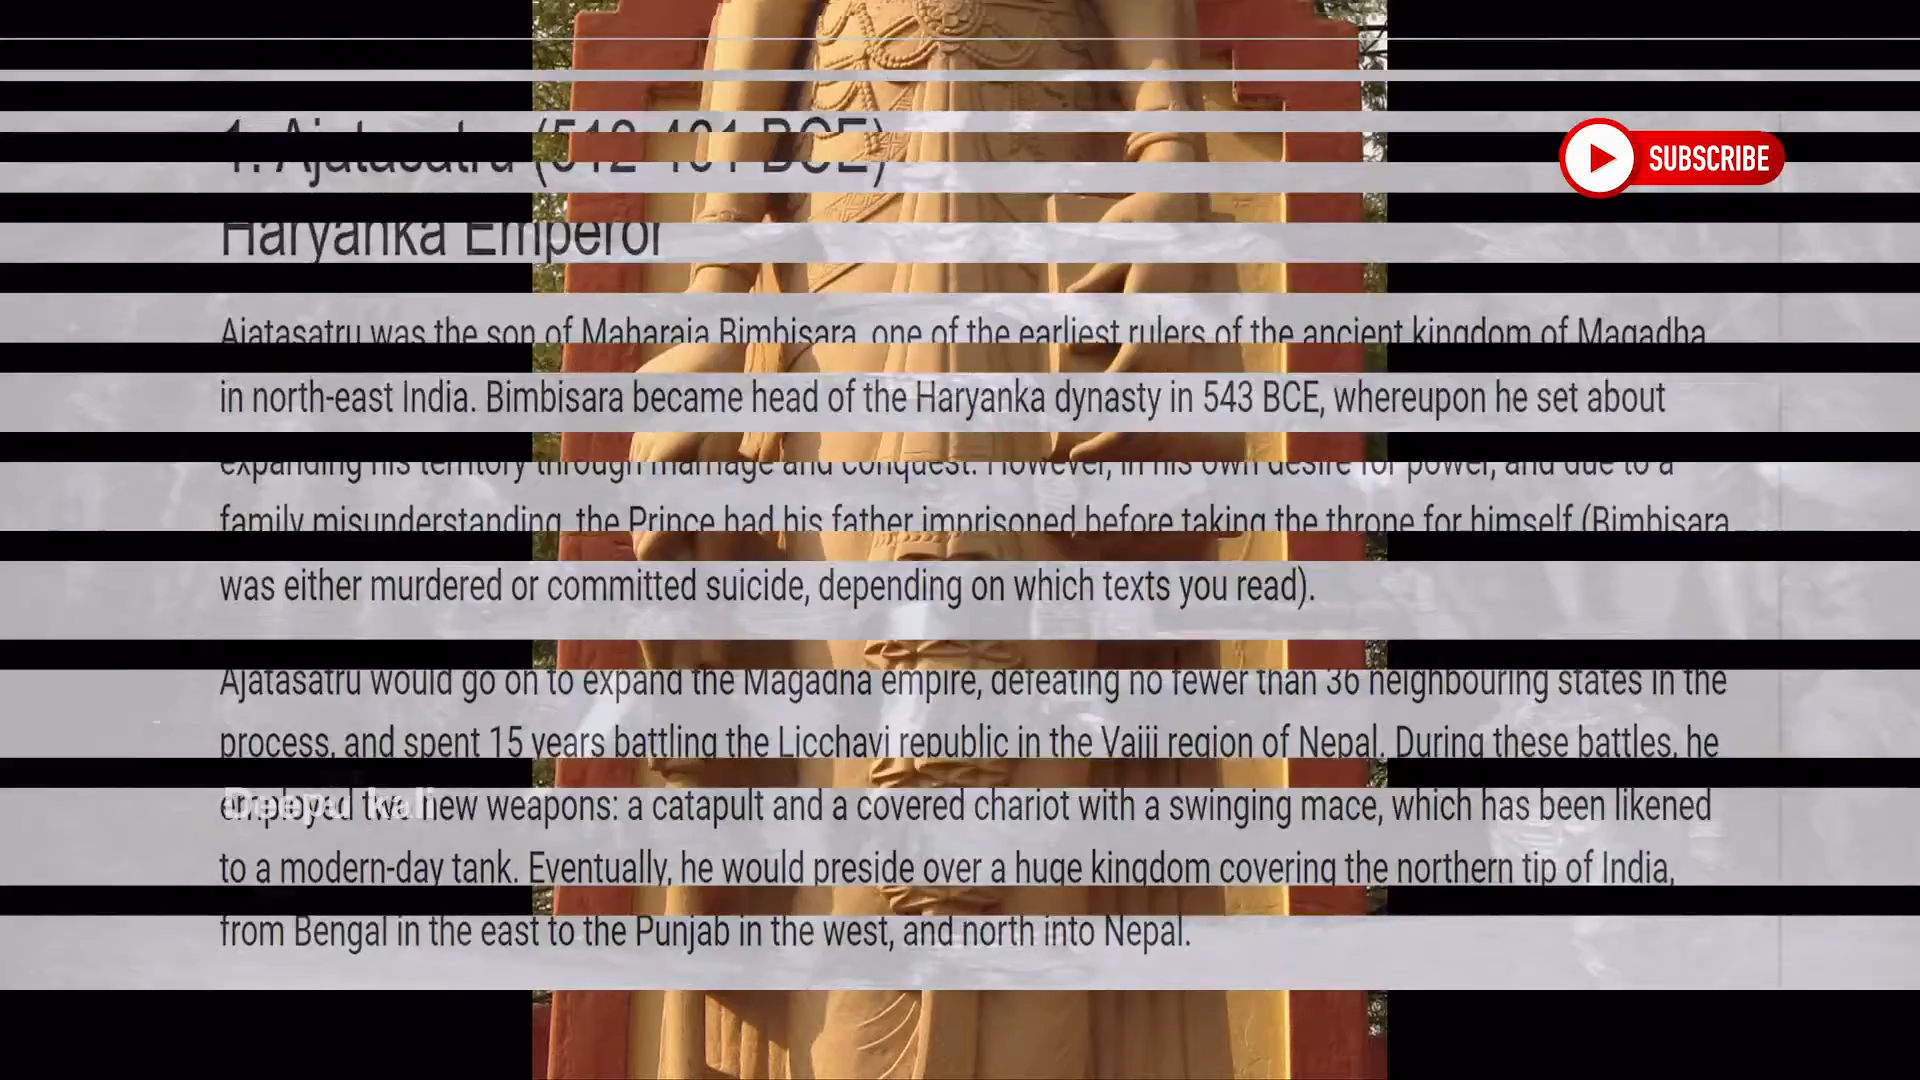 1. Ajatasatru (512-461 BCE)
SUBSCRIBE
Haryanka Emperor
Ajatasatru was the son of Maharaja Bimbisara, one of the earliest rulers of the ancient kingdom of Magadha
in north-east India. Bimbisara became head of the Haryanka dynasty in 543 BCE, whereupon he set about
expanding his territory through marriage and conquest. However, in his own desire for power, and due to a
family misunderstanding, the Prince had his father imprisoned before taking the throne for himself (Bimbisara
was either murdered or committed suicide, depending on which texts you read).
Ajatasatru would go on to expand the Magadha empire, defeating no fewer than 36 neighbouring states in the
process, and spent 15 years battling the Licchavi republic in the Vajji region of Nepal. During these battles, he
employed two new weapons: a catapult and a covered chariot with a swinging mace, which has been likened
Deepu kali
to a modern-day tank. Eventually, he would preside over a huge kingdom covering the northern tip of India,
from Bengal in the east to the Punjab in the west, and north into Nepal.